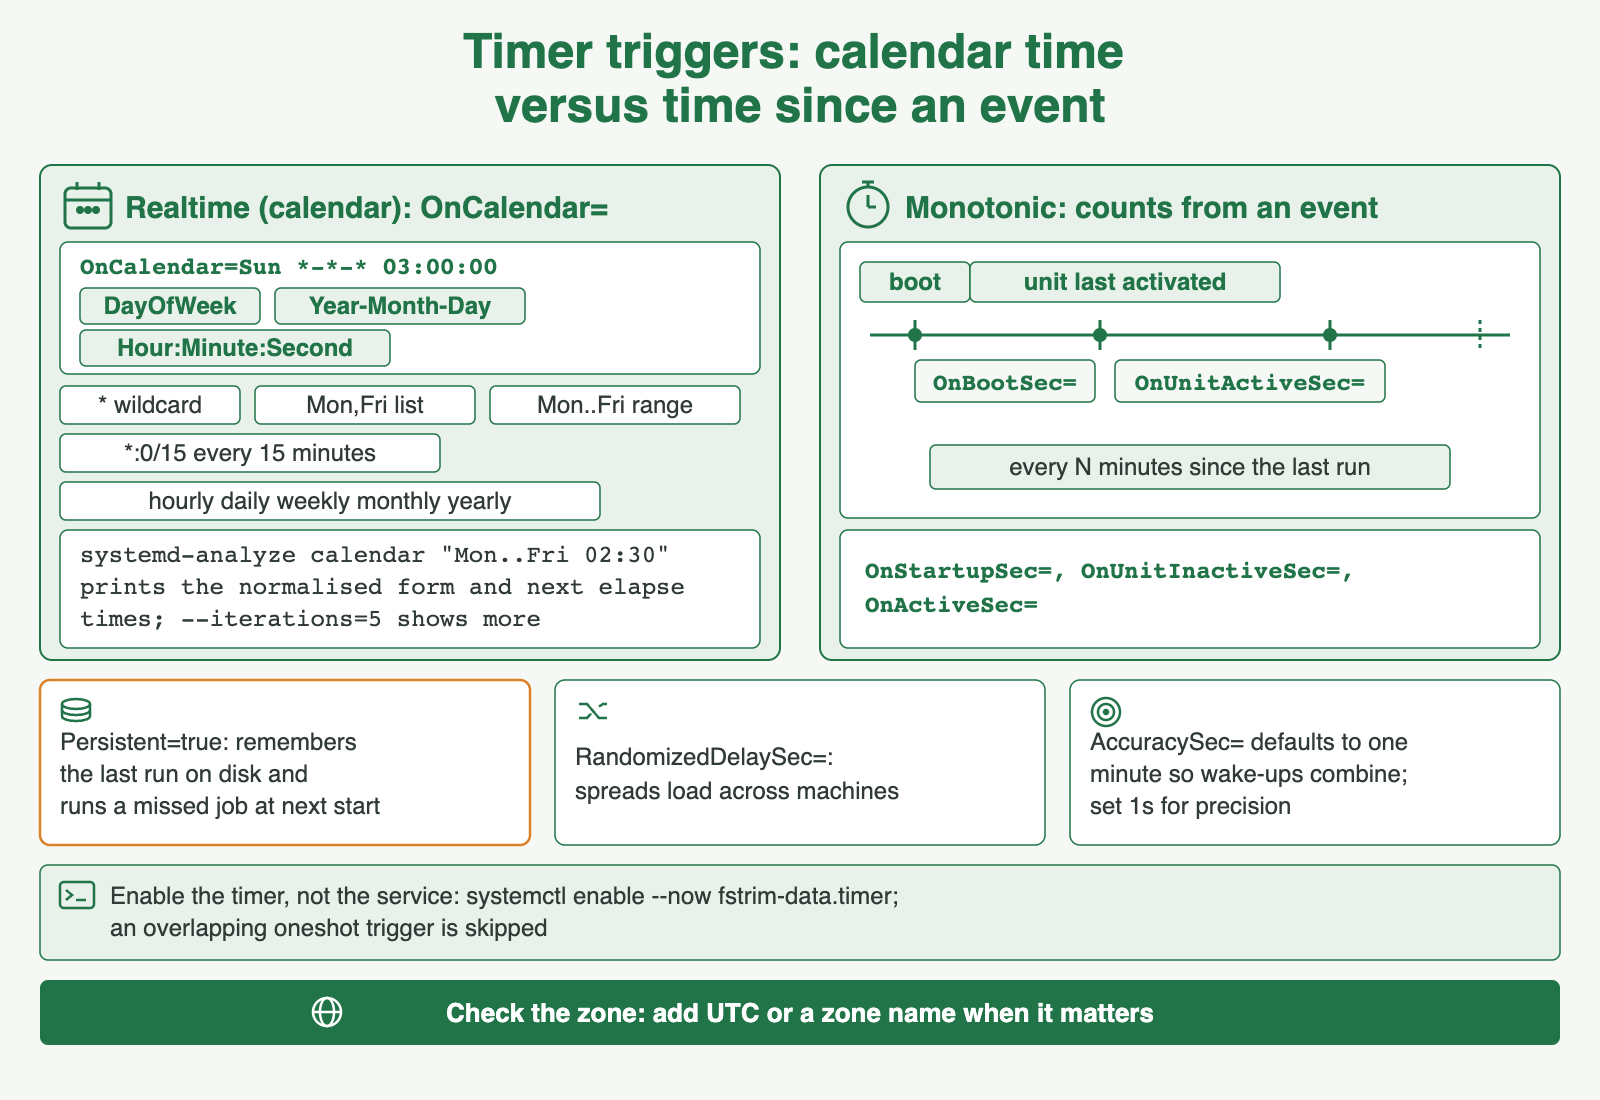 Timer triggers: calendar time
versus time since an event
Realtime (calendar): OnCalendar=
OnCalendar=Sun *-*-* 03:00:00
DayOfWeek
Year-Month-Day
Hour:Minute:Second
* wildcard
Mon,Fri list
Mon..Fri range
*:0/15 every 15 minutes
hourly daily weekly monthly yearly
systemd-analyze calendar "Mon..Fri 02:30"
prints the normalised form and next elapse
times; --iterations=5 shows more
Monotonic: counts from an event
boot
unit last activated
OnBootSec=
OnUnitActiveSec=
every N minutes since the last run
OnStartupSec=, OnUnitInactiveSec=,
OnActiveSec=
Persistent=true: remembers
the last run on disk and
runs a missed job at next start
RandomizedDelaySec=:
spreads load across machines
AccuracySec= defaults to one
minute so wake-ups combine;
set 1s for precision
Enable the timer, not the service: systemctl enable --now fstrim-data.timer;
an overlapping oneshot trigger is skipped
Check the zone: add UTC or a zone name when it matters